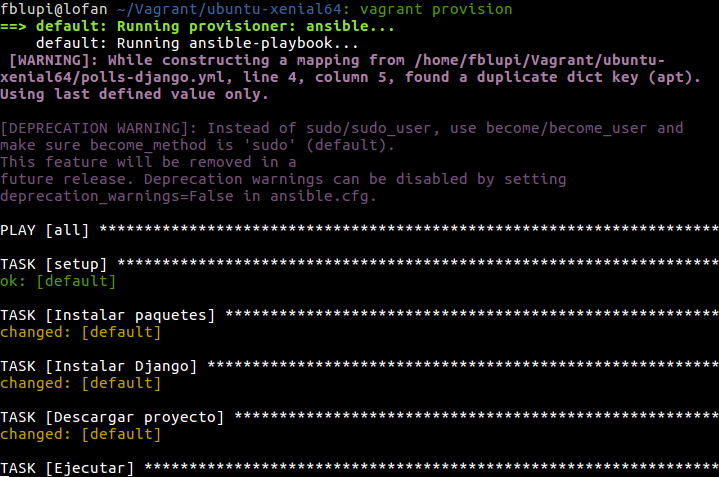 fblupi@lofan ~/Vagrant/ubuntu-xenial64: vagrant provision
==> default: Running provisioner: ansible...
    default: Running ansible-playbook...
 [WARNING]: While constructing a mapping from /home/fblupi/Vagrant/ubuntu-
xenial64/polls-django.yml, line 4, column 5, found a duplicate dict key (apt).
Using last defined value only.
[DEPRECATION WARNING]: Instead of sudo/sudo_user, use become/become_user and
make sure become_method is 'sudo' (default).
This feature will be removed in a
future release. Deprecation warnings can be disabled by setting
deprecation_warnings=False in ansible.cfg.
PLAY [all] *********************************************************************
TASK [setup] *******************************************************************
ok: [default]
TASK [Instalar paquetes] *******************************************************
changed: [default]
TASK [Instalar Django] *********************************************************
changed: [default]
TASK [Descargar proyecto] ******************************************************
changed: [default]
TASK [Ejecutar] ****************************************************************